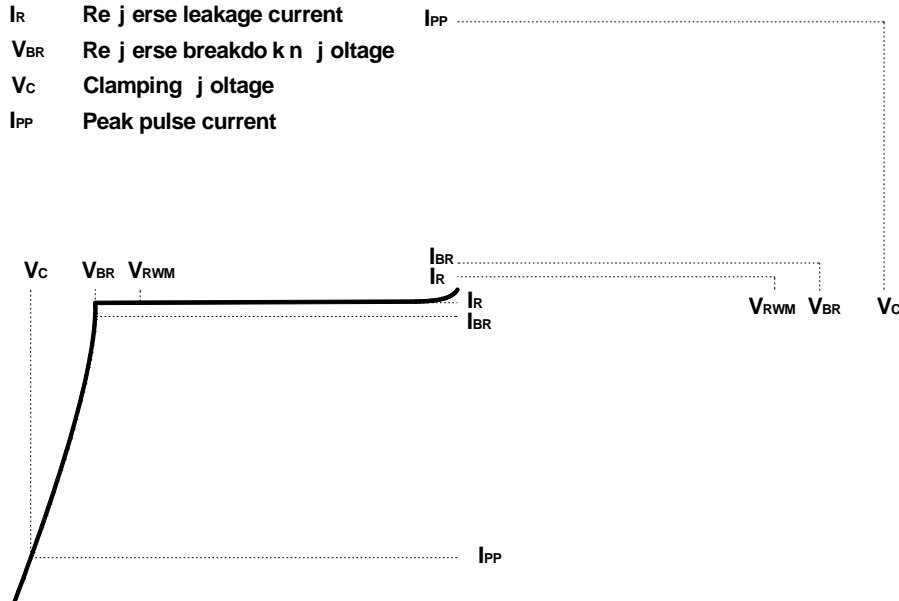 IR Re j erse leakage current
VBR Re j erse breakdo k n j oltage
VC Clamping j oltage
IPP Peak pulse current
IPP
VC VBR VRWM
IBR
IR
IR
IBR
VRWM VBR VC
IPP